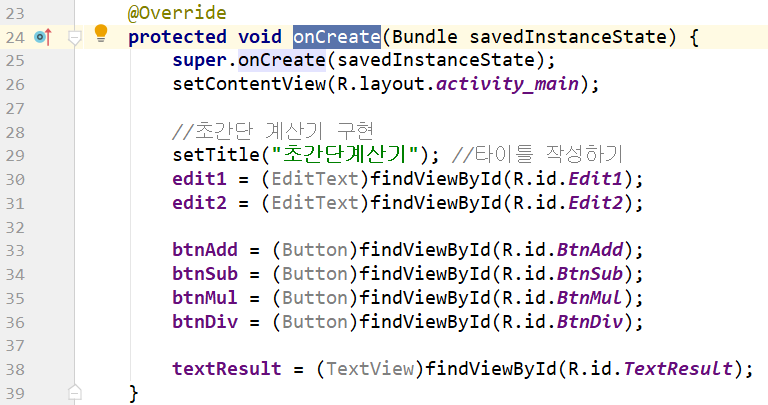 23 @Override
24 protected void onCreate(Bundle savedInstanceState) {
25 super.onCreate(savedInstanceState);
26 setContentView(R.layout.activity_main);
27
28 //초간단 계산기 구현
29 setTitle("초간단계산기"); //타이틀 작성하기
30 edit1 = (EditText)findViewById(R.id.Edit1);
31 edit2 = (EditText)findViewById(R.id.Edit2);
32
33 btnAdd = (Button)findViewById(R.id.BtnAdd);
34 btnSub = (Button)findViewById(R.id.BtnSub);
35 btnMul = (Button)findViewById(R.id.BtnMul);
36 btnDiv = (Button)findViewById(R.id.BtnDiv);
37
38 textResult = (TextView)findViewById(R.id.TextResult);
39 }